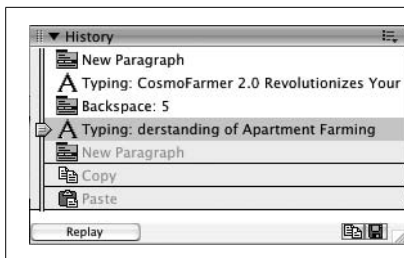 History
New Paragraph
Typing: CosmoFarmer 2.0 Revolutionizes Your
Backspace: 5
Typing: derstanding of Apartment Farming
New Paragraph
Copy
Paste
Replay